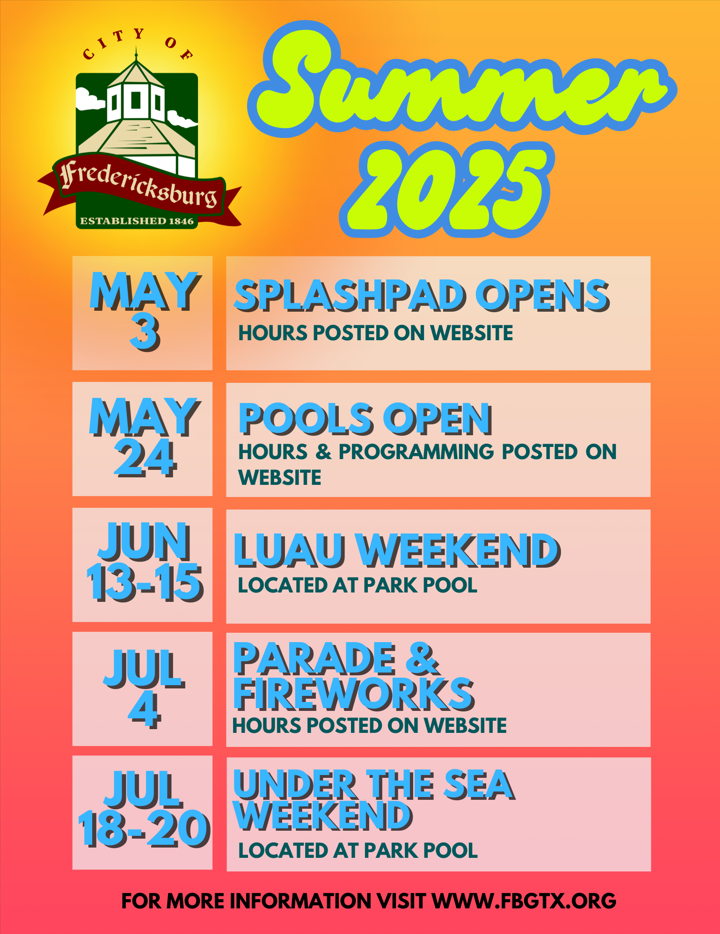 CITY OF
Fredericksburg
ESTABLISHED 1846
Summer
2025
MAY
3
SPLASHPAD OPENS
HOURS POSTED ON WEBSITE
MAY
24
POOLS OPEN
HOURS & PROGRAMMING POSTED ON
WEBSITE
JUN
13-15
LUAU WEEKEND
LOCATED AT PARK POOL
JUL
4
PARADE &
FIREWORKS
HOURS POSTED ON WEBSITE
JUL
18-20
UNDER THE SEA
WEEKEND
LOCATED AT PARK POOL
FOR MORE INFORMATION VISIT WWW.FBGTX.ORG